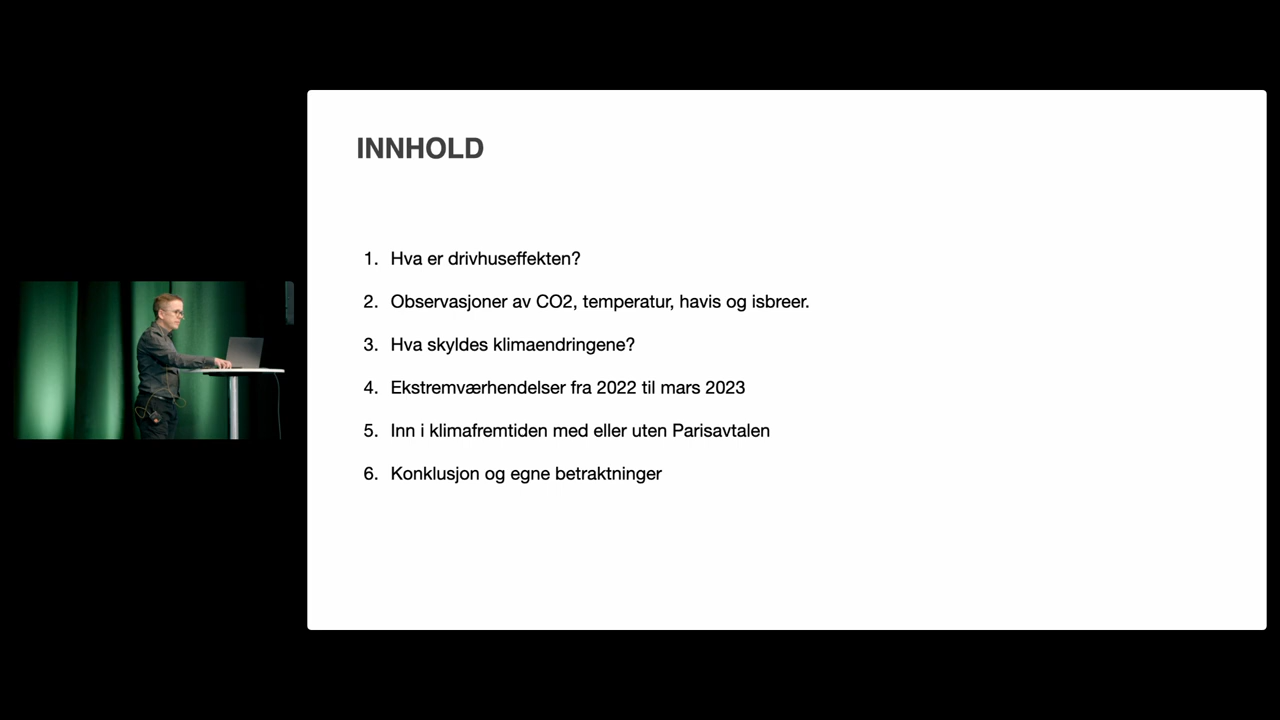 INNHOLD
1. Hva er drivhuseffekten?
2. Observasjoner av CO2, temperatur, havis og isbreer.
3. Hva skyldes klimaendringene?
4. Ekstremværhendelser fra 2022 til mars 2023
5. Inn i klimafremtiden med eller uten Parisavtalen
6. Konklusjon og egne betraktninger